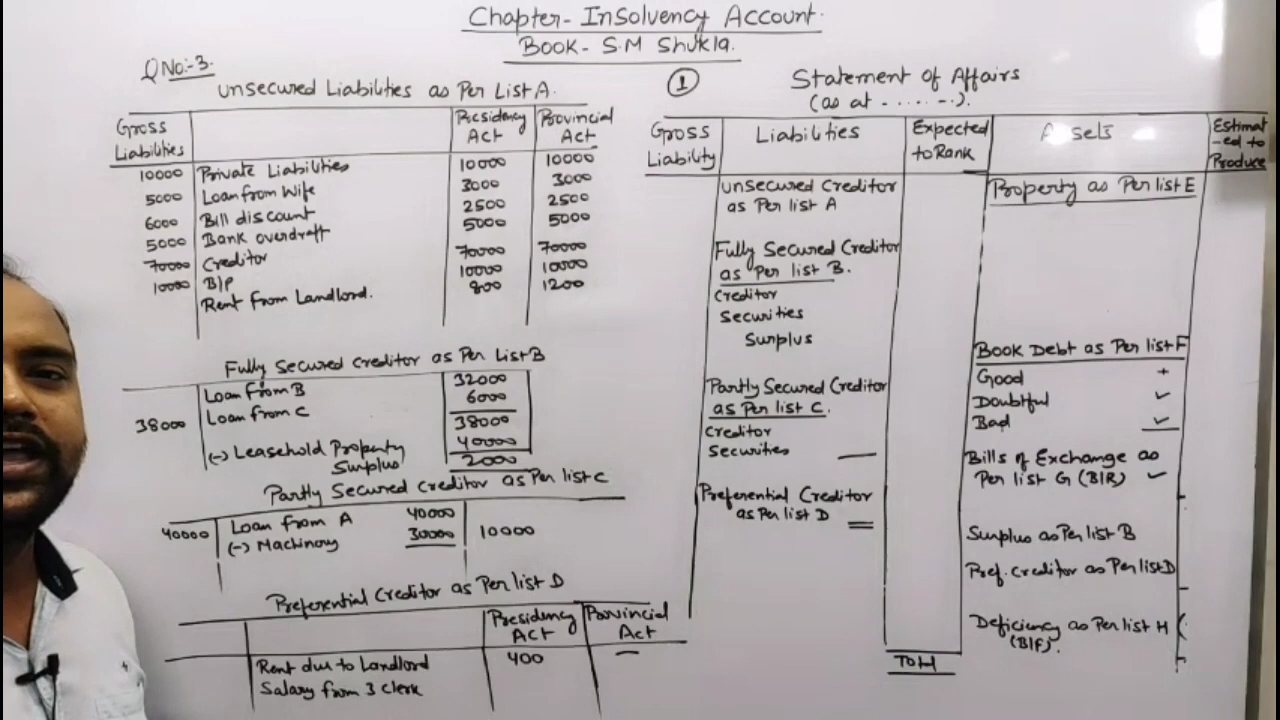 Chapter- Insolvency Account.
Book- S.M Shukla.
Q No:-3.
Unsecured Liabilities as Per List A.
Gross Liabilities | Presidency Act | Provincial Act
10000 Private Liabilities 10000 10000
5000 Loan from Wife 3000 3000
6000 Bill discount 2500 2500
5000 Bank overdraft 5000 5000
70000 Creditor 70000 70000
10000 B/P 10000 10000
Rent from Landlord. 800 1200
Fully Secured Creditor as Per List B
Loan from B 32000
Loan from C 6000
38000 38000
(-) Leasehold Property 40000
Surplus 2000
Partly Secured Creditor as Per list C
40000 Loan from A 40000
(-) Machinory 30000 10000
Preferential Creditor as Per list D
Presidency Act | Provincial Act
Rent due to Landlord 400 —
Salary from 3 clerk
① Statement of Affairs
(as at - ..... -.).
Gross Liability | Liabilities | Expected to Rank | Assets | Estimat-ed to Produce
Unsecured Creditor
as Per list A
Fully Secured Creditor
as Per list B.
Creditor
Securities
Surplus
Partly Secured Creditor
as Per list C.
Creditor
Securities
Preferential Creditor
as Per list D
Total
Property as Per list E
Book Debt as Per list F
Good +
Doubtful ✓
Bad ✓
Bills of Exchange as
Per list G (B/R) ✓
Surplus as Per list B
Pref. Creditor as Per list D
Deficiency as Per list H
(B/F).